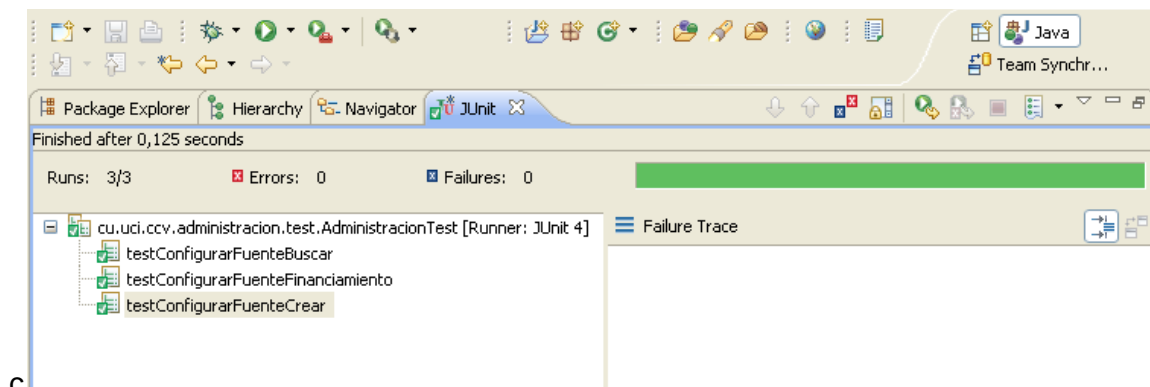 Java
Team Synchr...
Package Explorer Hierarchy Navigator JUnit
Finished after 0,125 seconds
Runs: 3/3 Errors: 0 Failures: 0
cu.uci.ccv.administracion.test.AdministracionTest [Runner: JUnit 4] Failure Trace
testConfigurarFuenteBuscar
testConfigurarFuenteFinanciamiento
testConfigurarFuenteCrear
c